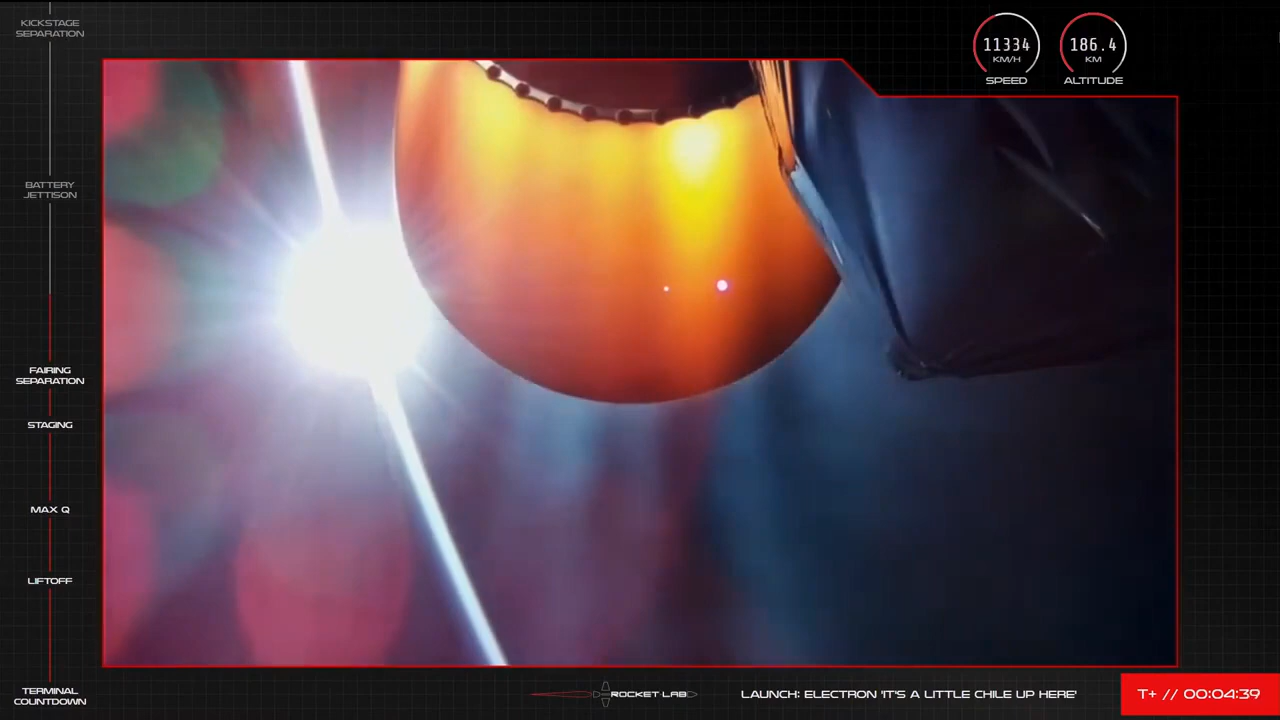 KICKSTAGE
SEPARATION
11334
KM/H
SPEED
186.4
KM
ALTITUDE
BATTERY
JETTISON
FAIRING
SEPARATION
STAGING
MAX Q
LIFTOFF
TERMINAL
COUNTDOWN
ROCKET LAB
LAUNCH: ELECTRON 'IT'S A LITTLE CHILE UP HERE'
T+ // 00:04:39